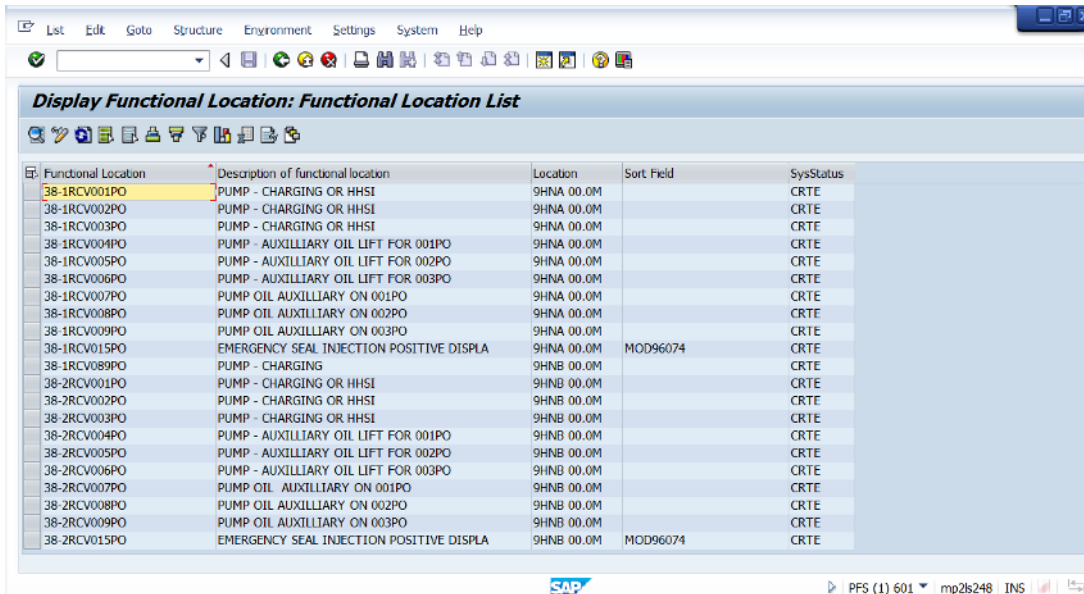 List Edit Goto Structure Environment Settings System Help
Display Functional Location: Functional Location List
Functional Location Description of functional location Location Sort Field SysStatus
38-1RCV001PO PUMP - CHARGING OR HHSI 9HNA 00.0M CRTE
38-1RCV002PO PUMP - CHARGING OR HHSI 9HNA 00.0M CRTE
38-1RCV003PO PUMP - CHARGING OR HHSI 9HNA 00.0M CRTE
38-1RCV004PO PUMP - AUXILLIARY OIL LIFT FOR 001PO 9HNA 00.0M CRTE
38-1RCV005PO PUMP - AUXILLIARY OIL LIFT FOR 002PO 9HNA 00.0M CRTE
38-1RCV006PO PUMP - AUXILLIARY OIL LIFT FOR 003PO 9HNA 00.0M CRTE
38-1RCV007PO PUMP OIL AUXILLIARY ON 001PO 9HNA 00.0M CRTE
38-1RCV008PO PUMP OIL AUXILLIARY ON 002PO 9HNA 00.0M CRTE
38-1RCV009PO PUMP OIL AUXILLIARY ON 003PO 9HNA 00.0M CRTE
38-1RCV015PO EMERGENCY SEAL INJECTION POSITIVE DISPLA 9HNA 00.0M MOD96074 CRTE
38-1RCV089PO PUMP - CHARGING 9HNB 00.0M CRTE
38-2RCV001PO PUMP - CHARGING OR HHSI 9HNB 00.0M CRTE
38-2RCV002PO PUMP - CHARGING OR HHSI 9HNB 00.0M CRTE
38-2RCV003PO PUMP - CHARGING OR HHSI 9HNB 00.0M CRTE
38-2RCV004PO PUMP - AUXILLIARY OIL LIFT FOR 001PO 9HNB 00.0M CRTE
38-2RCV005PO PUMP - AUXILLIARY OIL LIFT FOR 002PO 9HNB 00.0M CRTE
38-2RCV006PO PUMP - AUXILLIARY OIL LIFT FOR 003PO 9HNB 00.0M CRTE
38-2RCV007PO PUMP OIL AUXILLIARY ON 001PO 9HNB 00.0M CRTE
38-2RCV008PO PUMP OIL AUXILLIARY ON 002PO 9HNB 00.0M CRTE
38-2RCV009PO PUMP OIL AUXILLIARY ON 003PO 9HNB 00.0M CRTE
38-2RCV015PO EMERGENCY SEAL INJECTION POSITIVE DISPLA 9HNB 00.0M MOD96074 CRTE
SAP PFS (1) 601 mp2ls248 INS